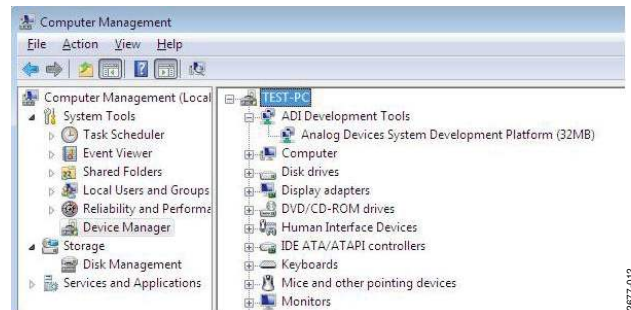 Computer Management
File Action View Help
Computer Management (Local
System Tools
Task Scheduler
Event Viewer
Shared Folders
Local Users and Groups
Reliability and Performa
Device Manager
Storage
Disk Management
Services and Applications
TEST-PC
ADI Development Tools
Analog Devices System Development Platform (32MB)
Computer
Disk drives
Display adapters
DVD/CD-ROM drives
Human Interface Devices
IDE ATA/ATAPI controllers
Keyboards
Mice and other pointing devices
Monitors